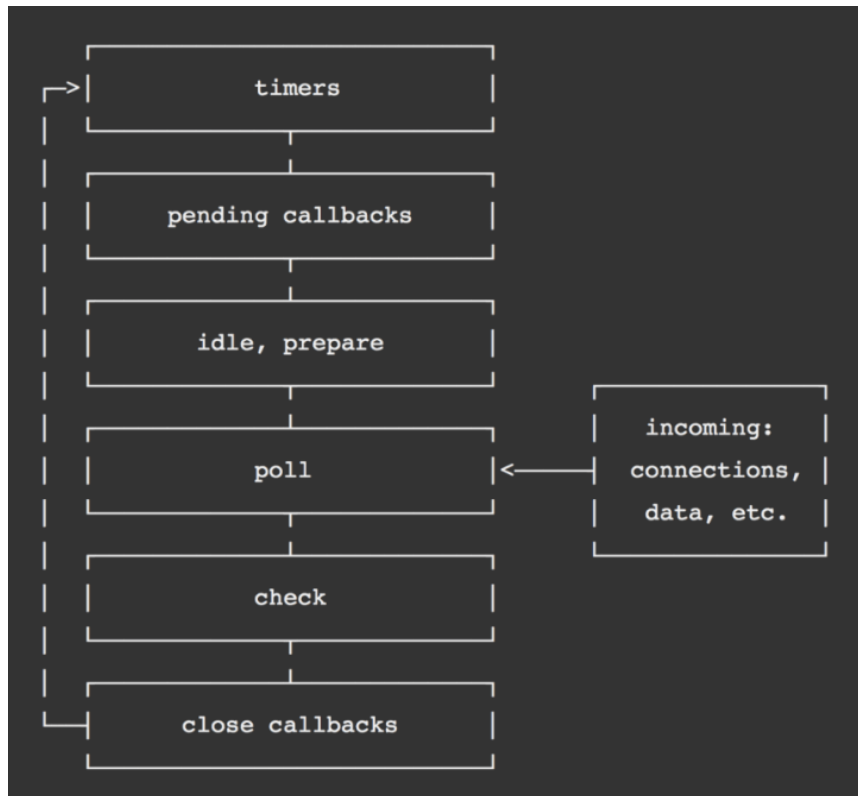 timers
pending callbacks
idle, prepare
incoming:
connections,
data, etc.
poll
check
close callbacks